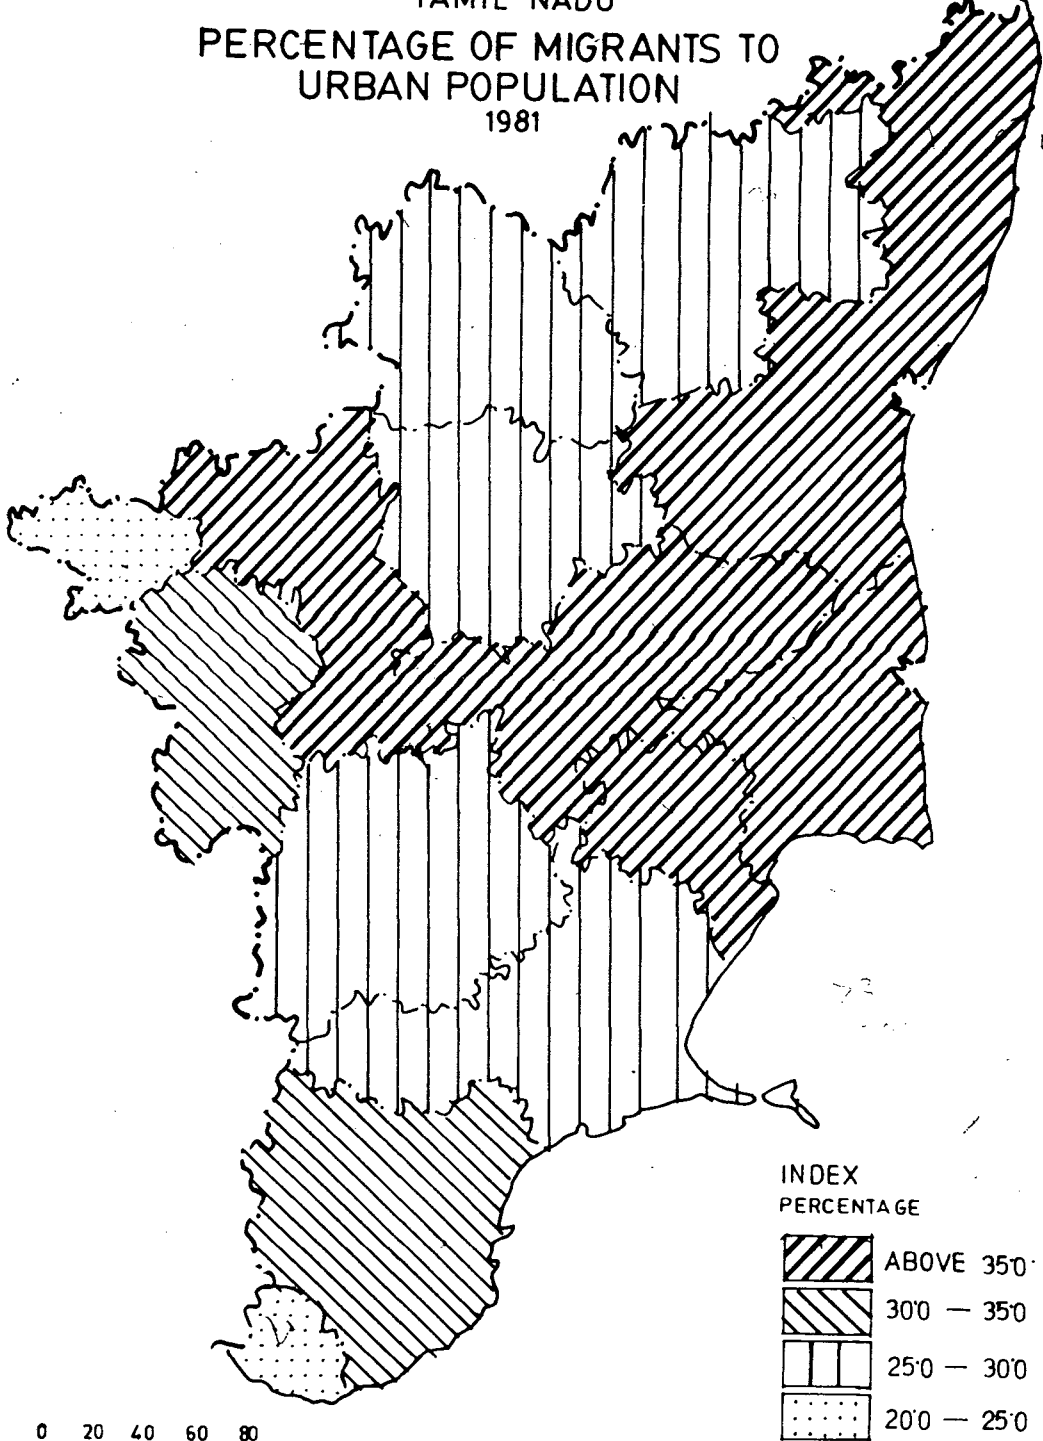 TAMIL NADU
PERCENTAGE OF MIGRANTS TO
URBAN POPULATION
1981
INDEX
PERCENTAGE
ABOVE 35·0
30·0 — 35·0
25·0 — 30·0
20·0 — 25·0
0 20 40 60 80